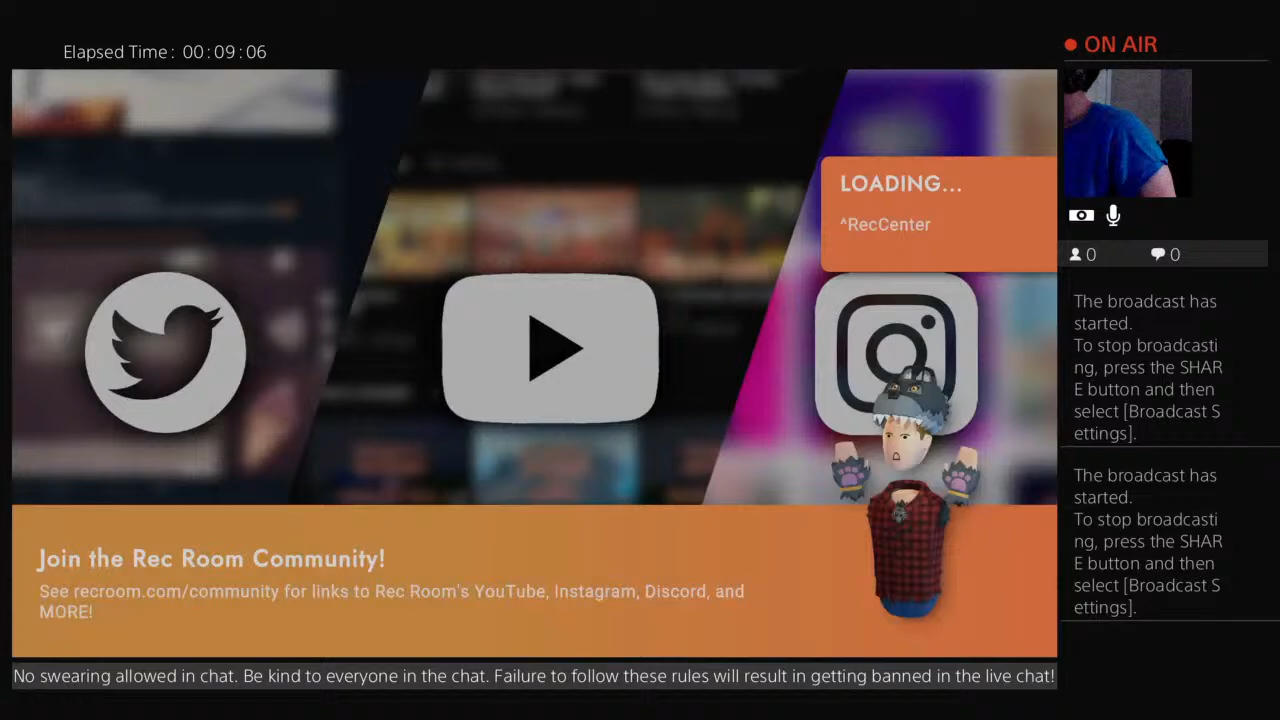 Elapsed Time: 00:09:06
ON AIR
LOADING...
^RecCenter
0
0
The broadcast has
started.
To stop broadcasti
ng, press the SHAR
E button and then
select [Broadcast S
ettings].
The broadcast has
started.
To stop broadcasti
ng, press the SHAR
E button and then
select [Broadcast S
ettings].
Join the Rec Room Community!
See recroom.com/community for links to Rec Room's YouTube, Instagram, Discord, and
MORE!
No swearing allowed in chat. Be kind to everyone in the chat. Failure to follow these rules will result in getting banned in the live chat!